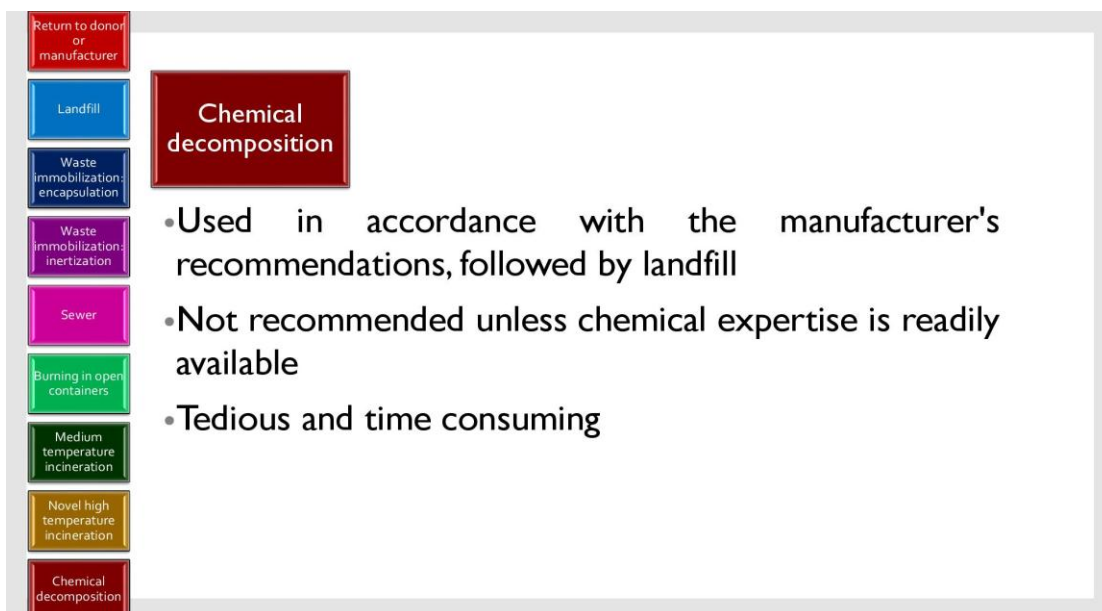 Return to donor
or
manufacturer
Landfill
Waste
immobilization:
encapsulation
Waste
immobilization:
inertization
Sewer
Burning in open
containers
Medium
temperature
incineration
Novel high
temperature
incineration
Chemical
decomposition
Chemical
decomposition
•Used in accordance with the manufacturer's
recommendations, followed by landfill
•Not recommended unless chemical expertise is readily
available
•Tedious and time consuming